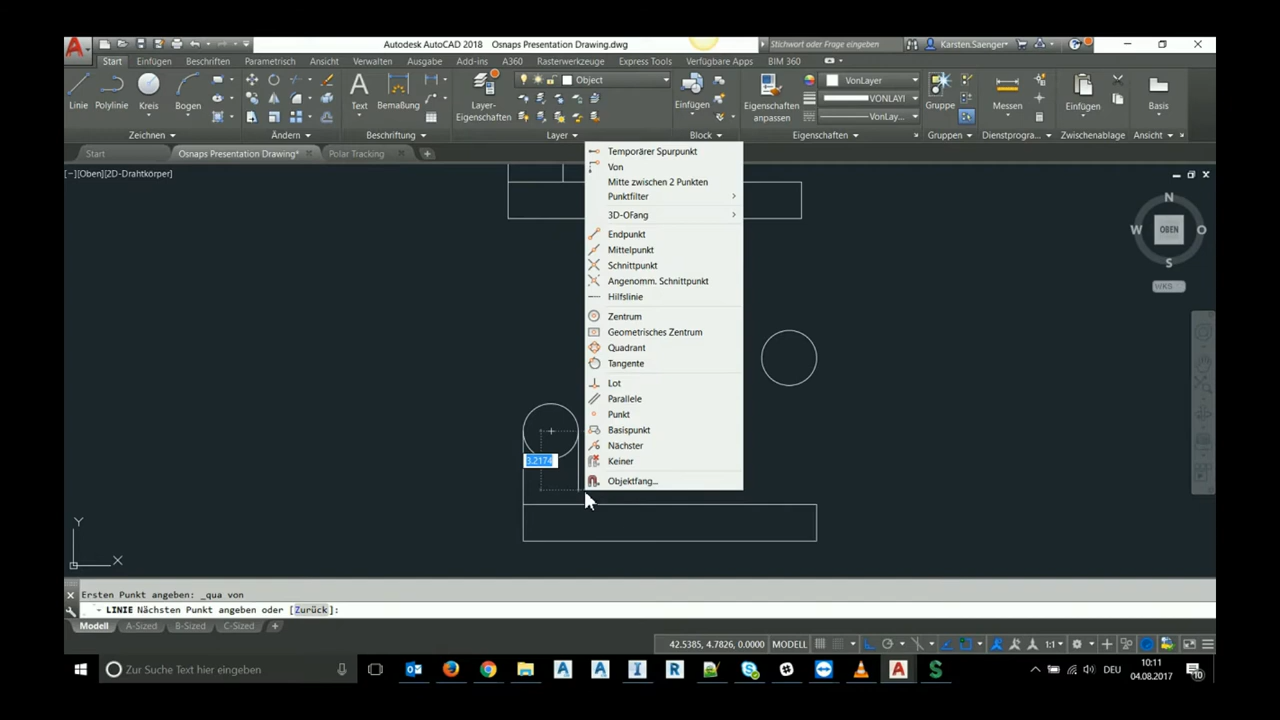 Autodesk AutoCAD 2018 Osnaps Presentation Drawing.dwg
Stichwort oder Frage eingeben
Karsten.Saenger
Start Einfügen Beschriften Parametrisch Ansicht Verwalten Ausgabe Add-ins A360 Rasterwerkzeuge Express Tools Verfügbare Apps BIM 360
Object
VonLayer
VONLAYI
VonLay...
Linie Polylinie Kreis Bogen Text Bemaßung
Layer-
Eigenschaften
Einfügen
Eigenschaften
anpassen
Gruppe
Messen
Einfügen
Basis
Zeichnen Ändern Beschriftung Layer Block Eigenschaften Gruppen Dienstprogra... Zwischenablage Ansicht
Start Osnaps Presentation Drawing* Polar Tracking
[−][Oben][2D-Drahtkörper]
Temporärer Spurpunkt
Von
Mitte zwischen 2 Punkten
Punktfilter
3D-OFang
Endpunkt
Mittelpunkt
Schnittpunkt
Angenomm. Schnittpunkt
Hilfslinie
Zentrum
Geometrisches Zentrum
Quadrant
Tangente
Lot
Parallele
Punkt
Basispunkt
Nächster
Keiner
Objektfang...
N
W OBEN O
S
WKS
3.2174
Y
X
Ersten Punkt angeben: _qua von
LINIE Nächsten Punkt angeben oder [Zurück]:
Modell A-Sized B-Sized C-Sized
42.5385, 4.7826, 0.0000 MODELL
1:1
Zur Suche Text hier eingeben
DEU
10:11
04.08.2017
10